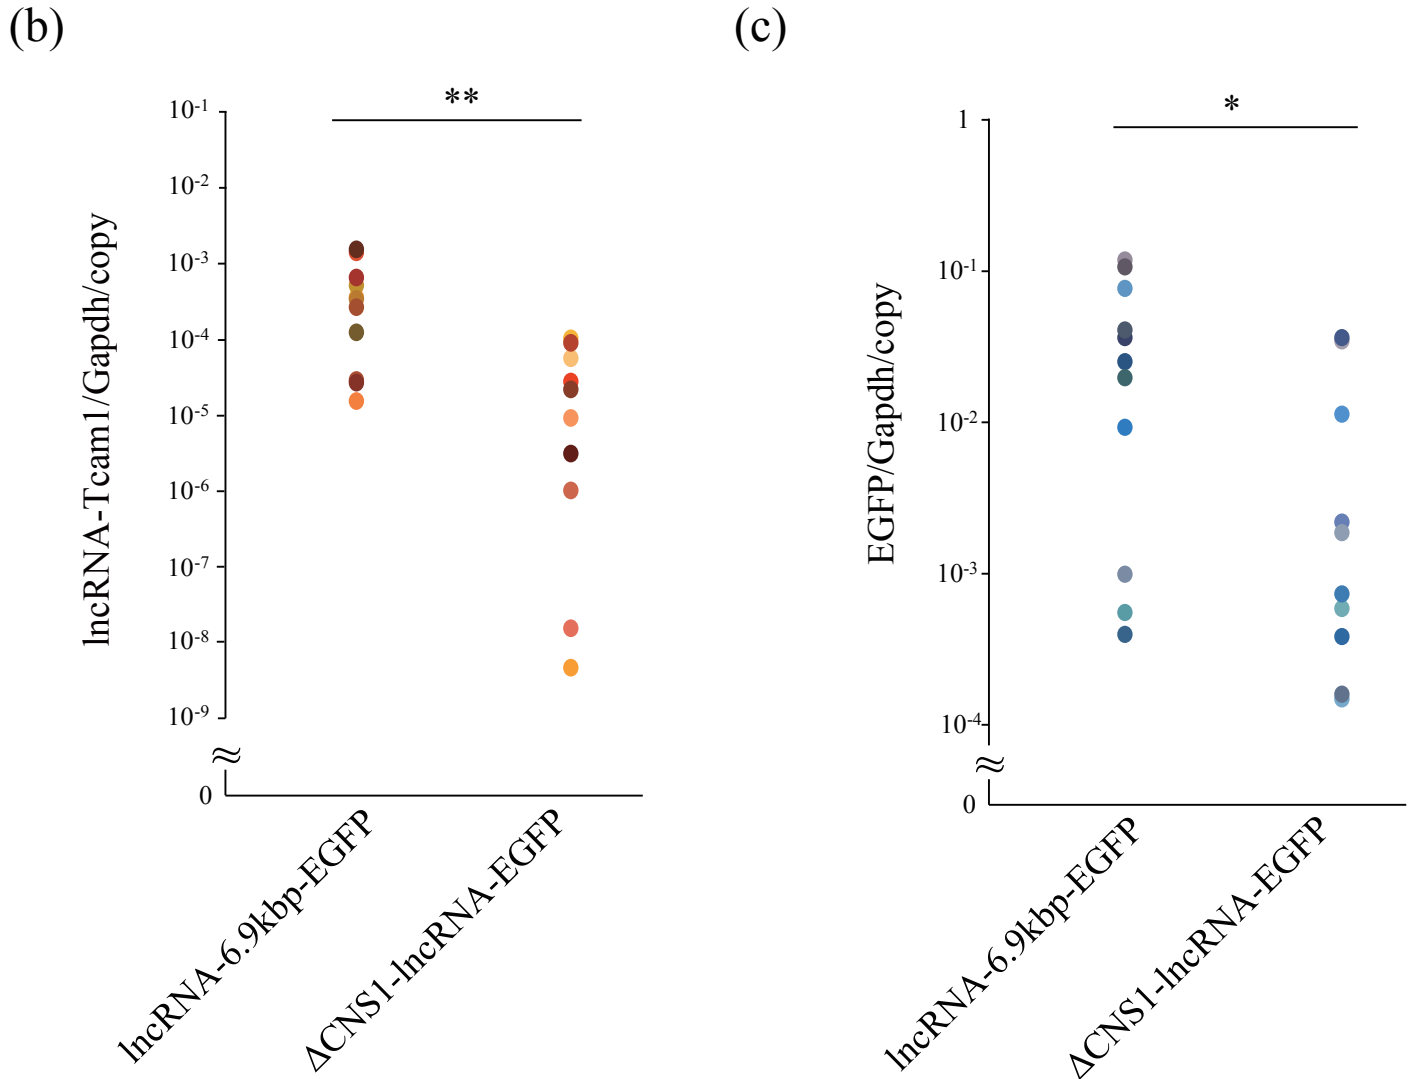 (b)
**
10-1
10-2
10-3
10-4
10-5
10-6
10-7
10-8
10-9
0
lncRNA-Tcam1/Gapdh/copy
lncRNA-6.9kbp-EGFP
ΔCNS1-lncRNA-EGFP
(c)
*
1
10-1
10-2
10-3
10-4
0
EGFP/Gapdh/copy
lncRNA-6.9kbp-EGFP
ΔCNS1-lncRNA-EGFP